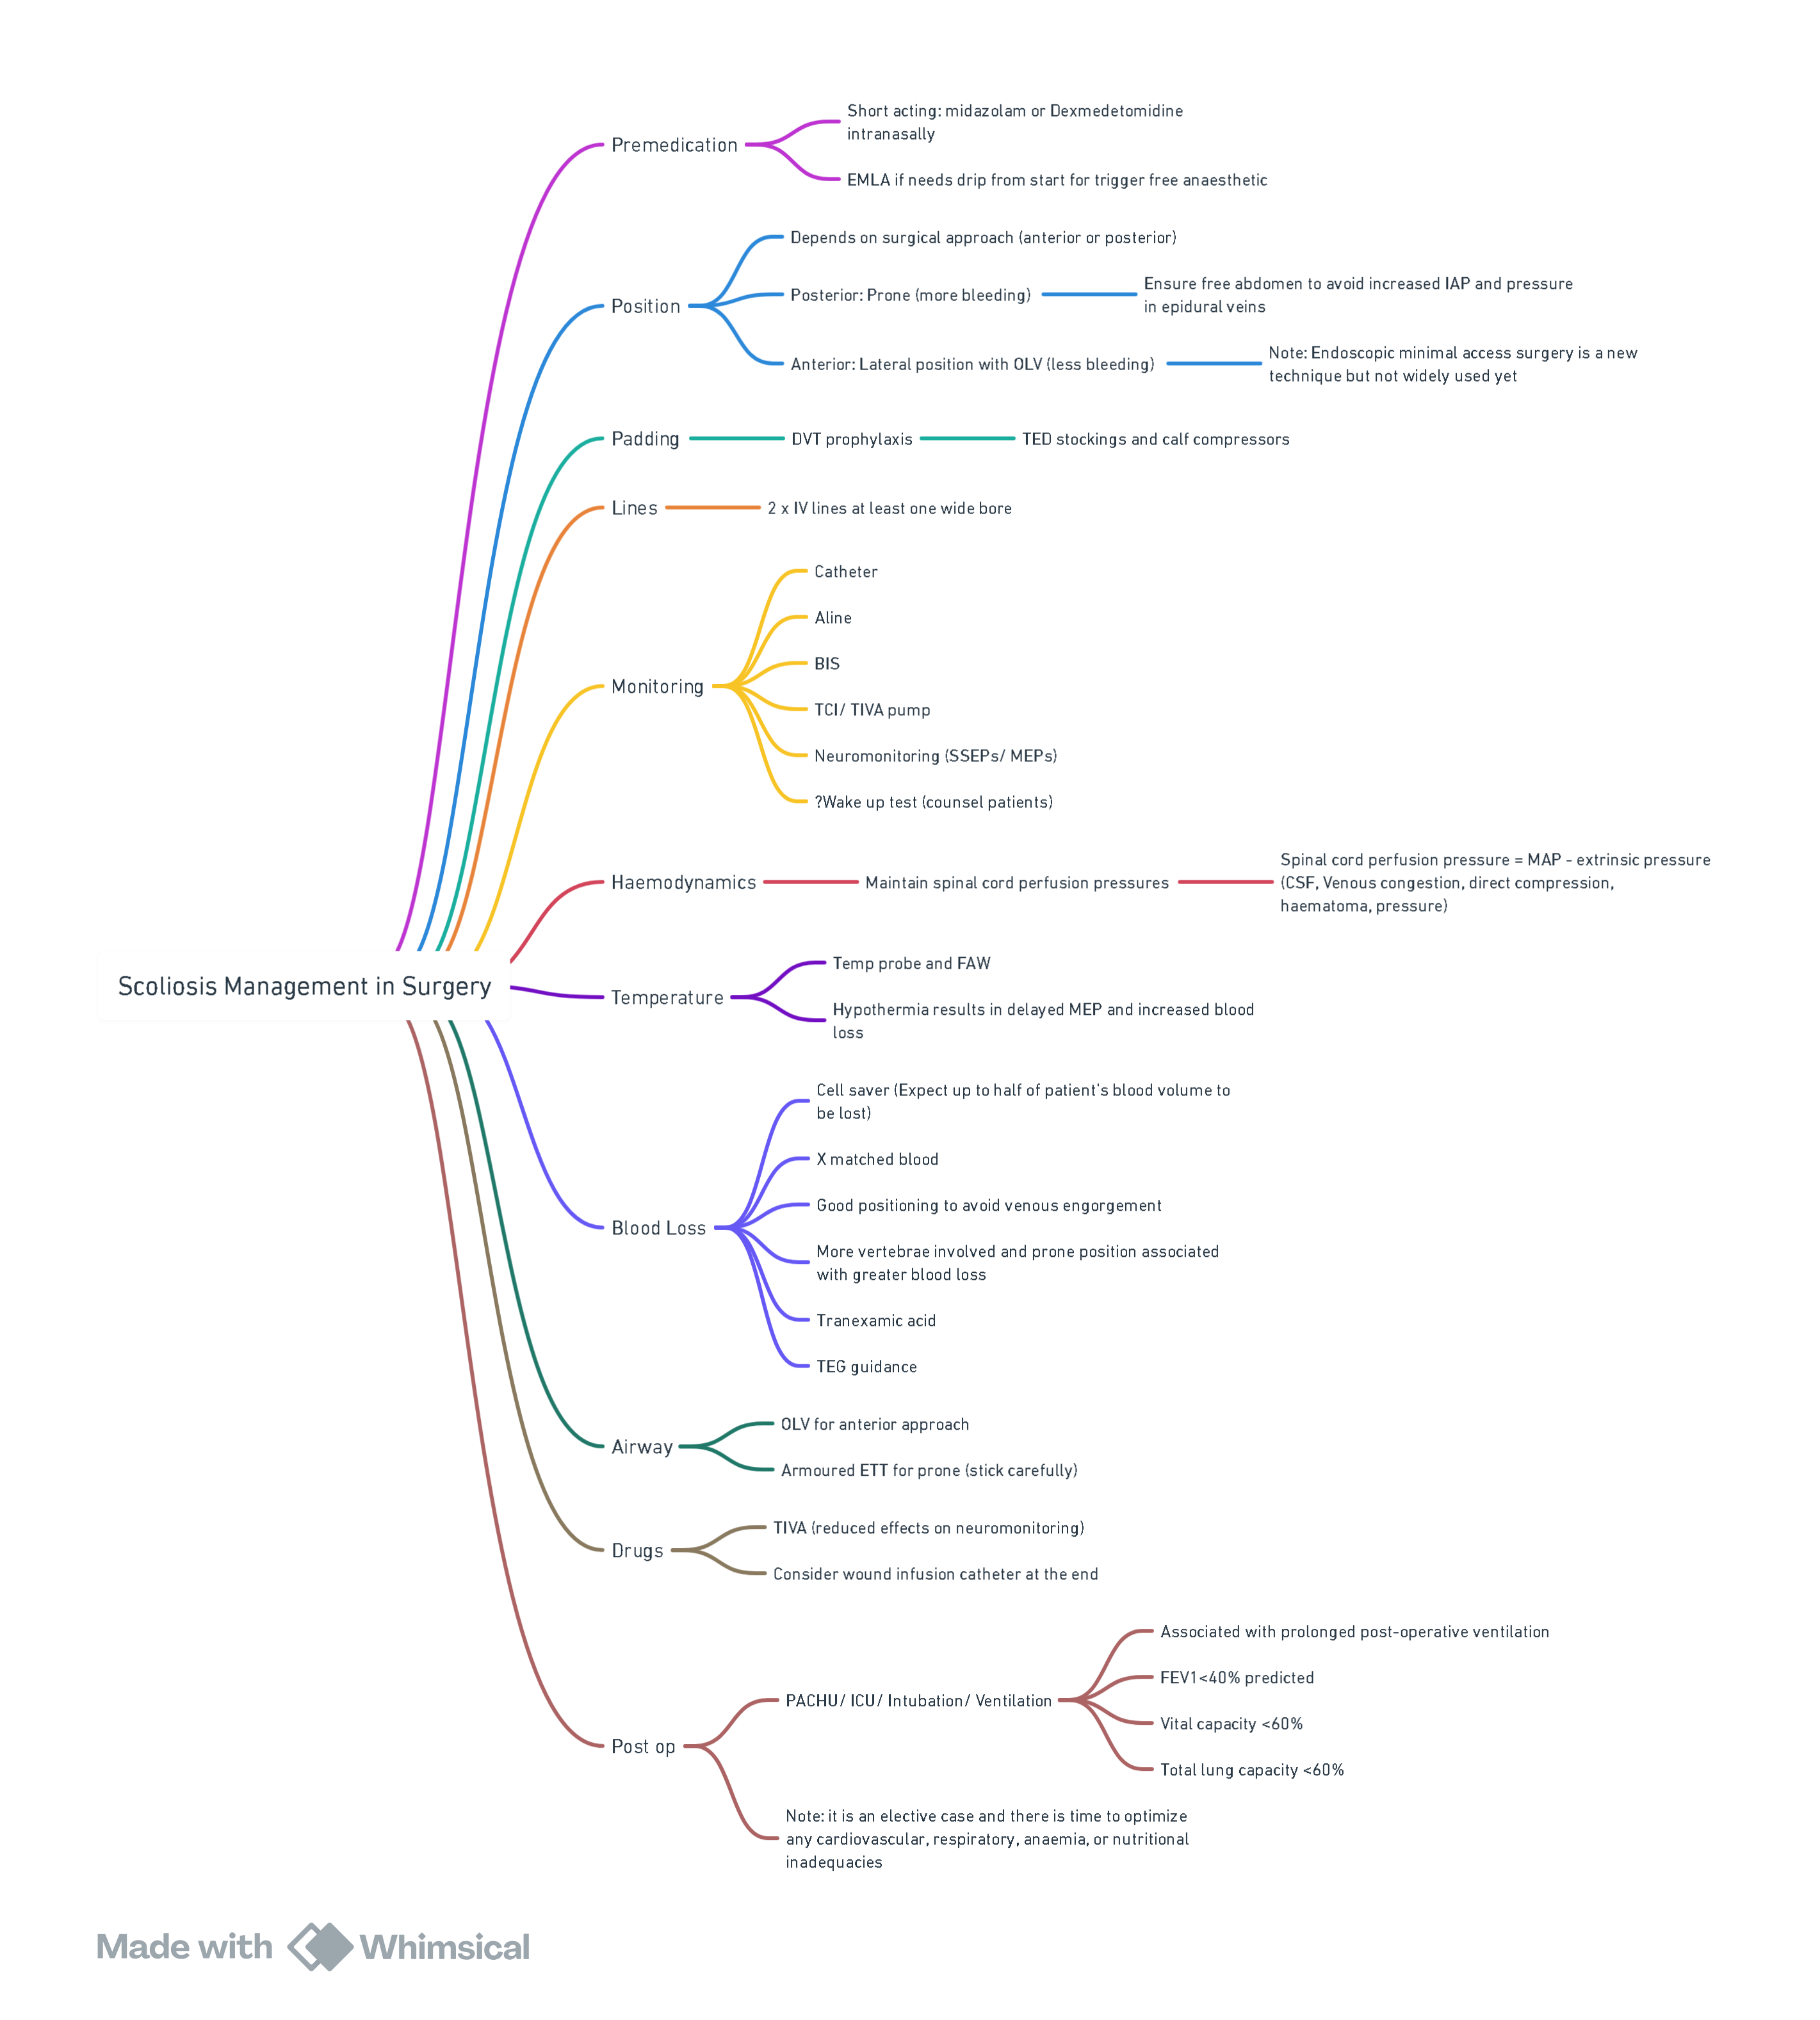 Short acting: midazolam or Dexmedetomidine
intranasally
Premedication
EMLA if needs drip from start for trigger free anaesthetic
Depends on surgical approach (anterior or posterior)
Position
Posterior: Prone (more bleeding)
Ensure free abdomen to avoid increased IAP and pressure
in epidural veins
Anterior: Lateral position with OLV (less bleeding)
Note: Endoscopic minimal access surgery is a new
technique but not widely used yet
Padding
DVT prophylaxis
TED stockings and calf compressors
Lines
2 x IV lines at least one wide bore
Monitoring
Catheter
Aline
BIS
TCI/ TIVA pump
Neuromonitoring (SSEPs/ MEPs)
?Wake up test (counsel patients)
Haemodynamics
Maintain spinal cord perfusion pressures
Spinal cord perfusion pressure = MAP - extrinsic pressure
(CSF, Venous congestion, direct compression,
haematoma, pressure)
Scoliosis Management in Surgery
Temperature
Temp probe and FAW
Hypothermia results in delayed MEP and increased blood
loss
Blood Loss
Cell saver (Expect up to half of patient's blood volume to
be lost)
X matched blood
Good positioning to avoid venous engorgement
More vertebrae involved and prone position associated
with greater blood loss
Tranexamic acid
TEG guidance
Airway
OLV for anterior approach
Armoured ETT for prone (stick carefully)
Drugs
TIVA (reduced effects on neuromonitoring)
Consider wound infusion catheter at the end
Post op
PACHU/ ICU/ Intubation/ Ventilation
Associated with prolonged post-operative ventilation
FEV1<40% predicted
Vital capacity <60%
Total lung capacity <60%
Note: it is an elective case and there is time to optimize
any cardiovascular, respiratory, anaemia, or nutritional
inadequacies
Made with Whimsical